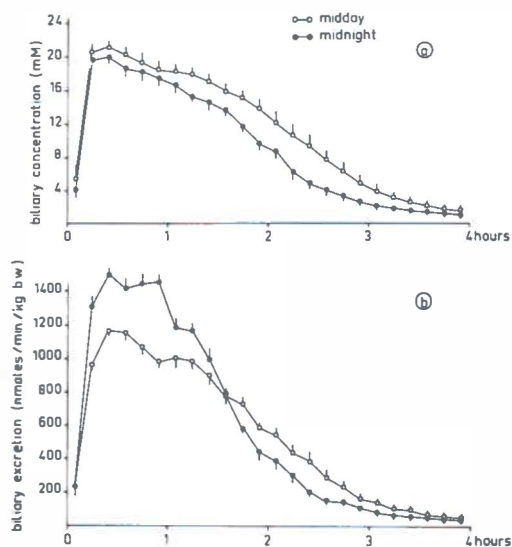 midday
midnight
a
biliary concentration (mM)
24
20
16
12
8
4
0
1
2
3
4 hours
b
biliary excretion (nmoles/min/kg bw)
1400
1200
1000
800
600
400
200
0
1
2
3
4 hours